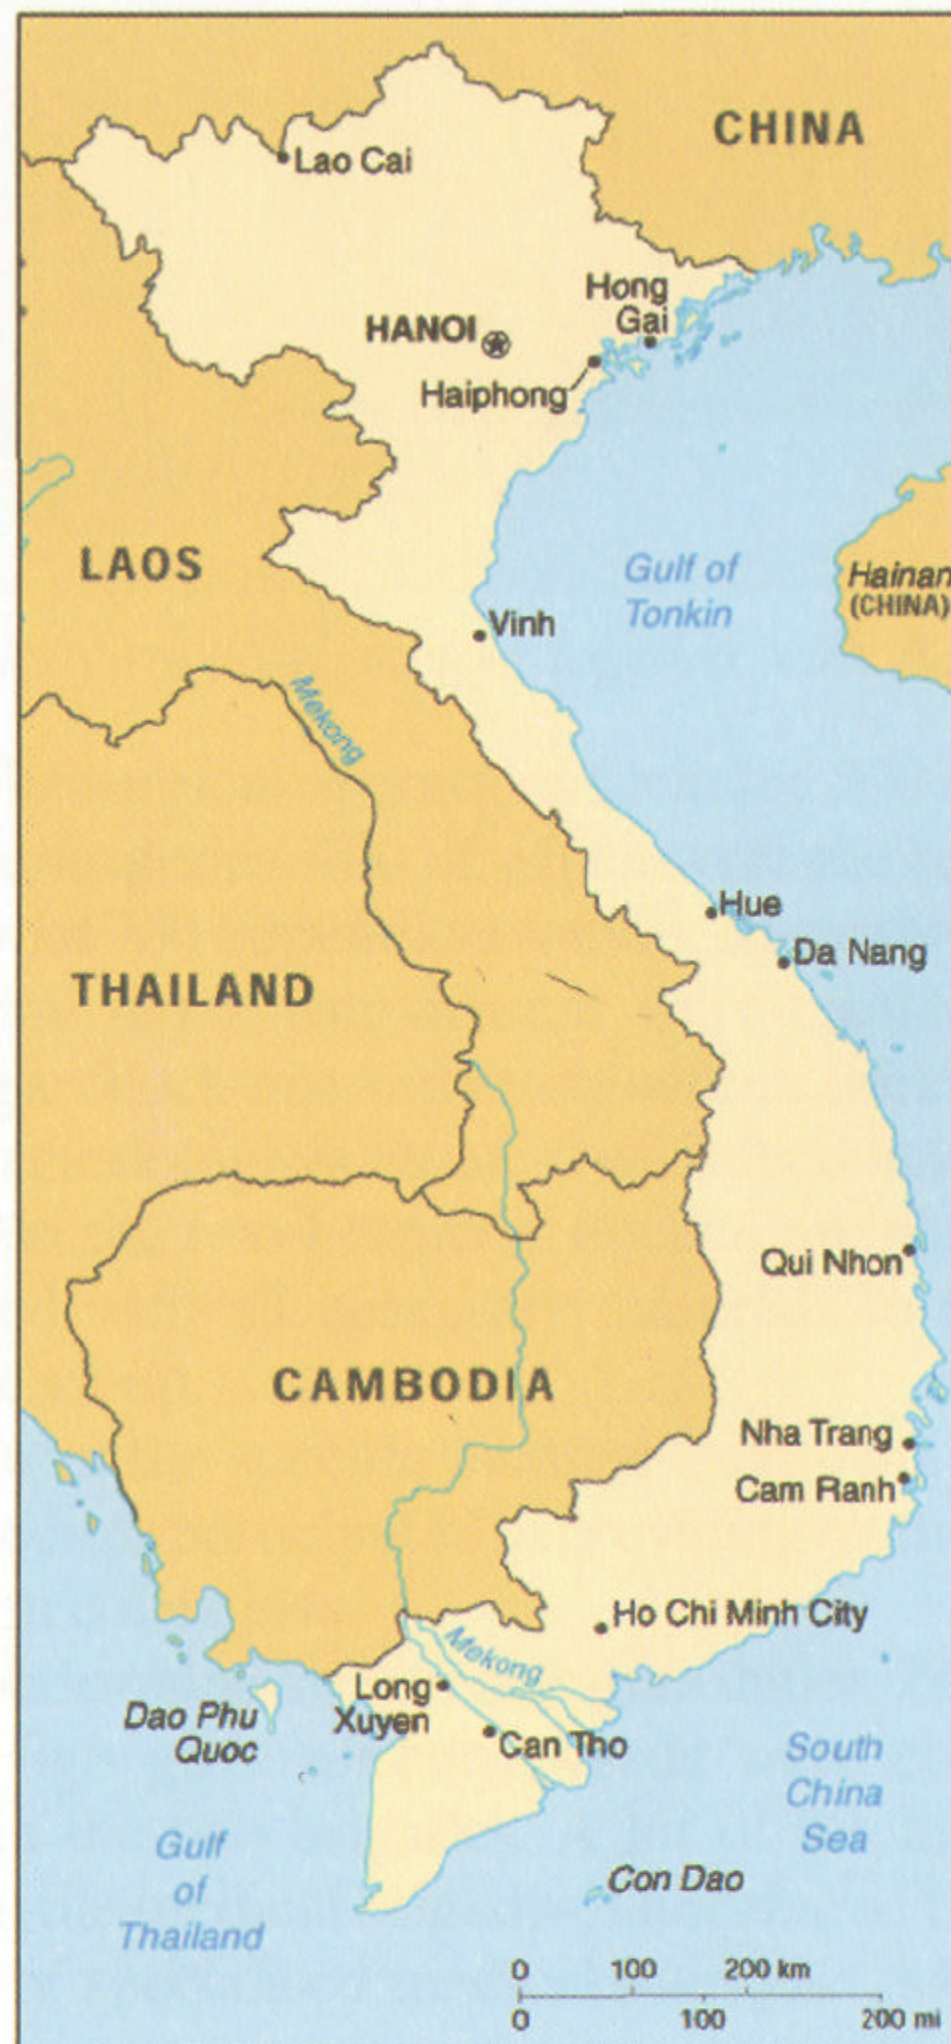 CHINA
Lao Cai
Hong
Gai
HANOI
Haiphong
LAOS
Gulf of
Tonkin
Hainan
(CHINA)
Vinh
Mekong
Hue
Da Nang
THAILAND
Qui Nhon
CAMBODIA
Nha Trang
Cam Ranh
Ho Chi Minh City
Mekong
Long
Xuyen
Dao Phu
Quoc
Can Tho
South
China
Sea
Gulf
of
Thailand
Con Dao
0 100 200 km
0 100 200 mi